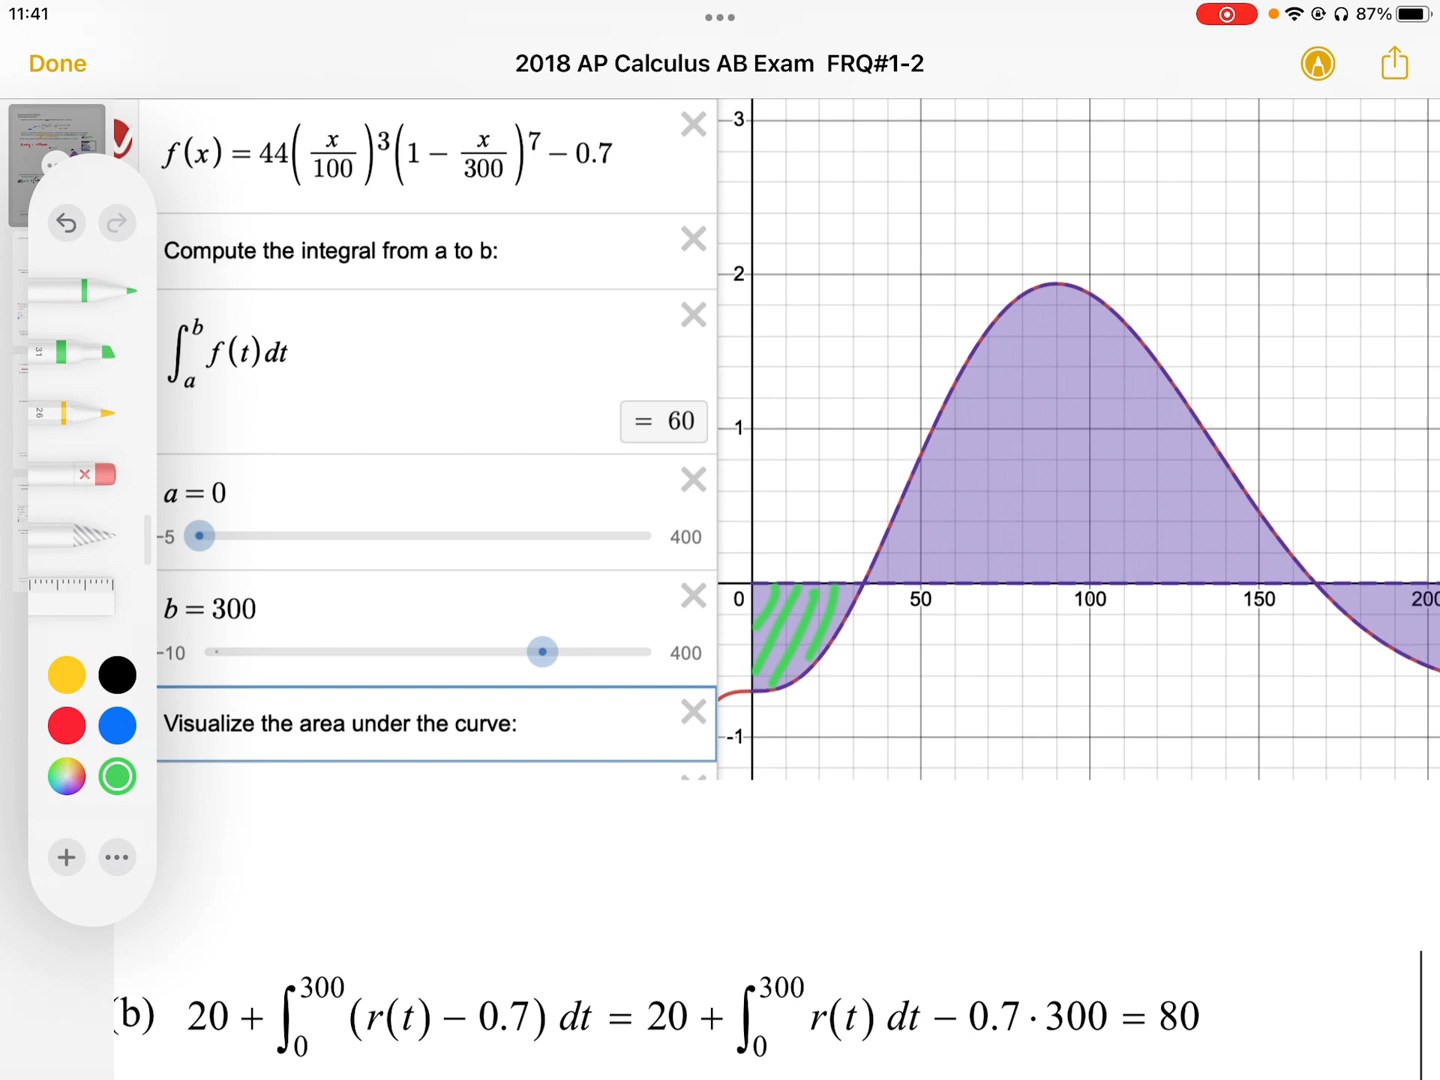 11:41
87%
Done
2018 AP Calculus AB Exam FRQ#1-2
f(x) = 44(x/100)^3(1 − x/300)^7 − 0.7
Compute the integral from a to b:
∫_a^b f(t)dt
= 60
a = 0
-5
400
b = 300
-10
400
Visualize the area under the curve:
3
2
1
0
50
100
150
200
-1
31
26
(b) 20 + ∫_0^300 (r(t) − 0.7) dt = 20 + ∫_0^300 r(t) dt − 0.7 · 300 = 80